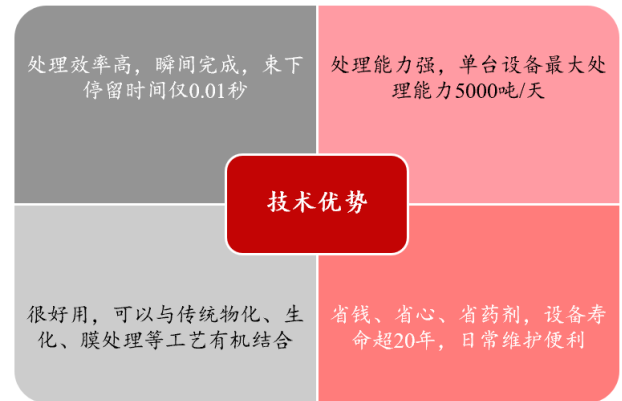 处理效率高，瞬间完成，束下
停留时间仅0.01秒
处理能力强，单台设备最大处
理能力5000吨/天
技术优势
很好用，可以与传统物化、生
化、膜处理等工艺有机结合
省钱、省心、省药剂，设备寿
命超20年，日常维护便利